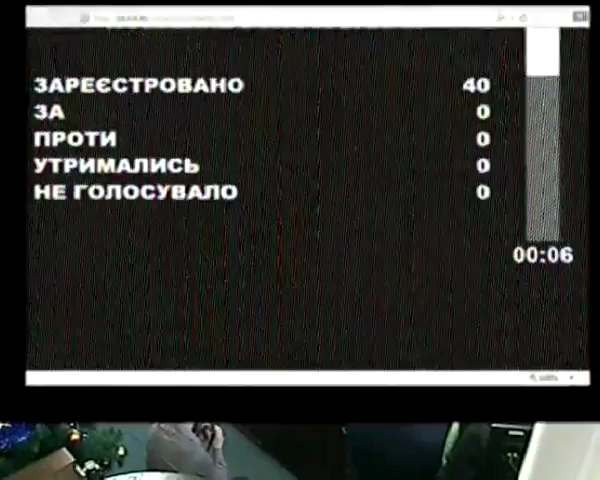 ЗАРЕЄСТРОВАНО 40
ЗА 0
ПРОТИ 0
УТРИМАЛИСЬ 0
НЕ ГОЛОСУВАЛО 0
00:06